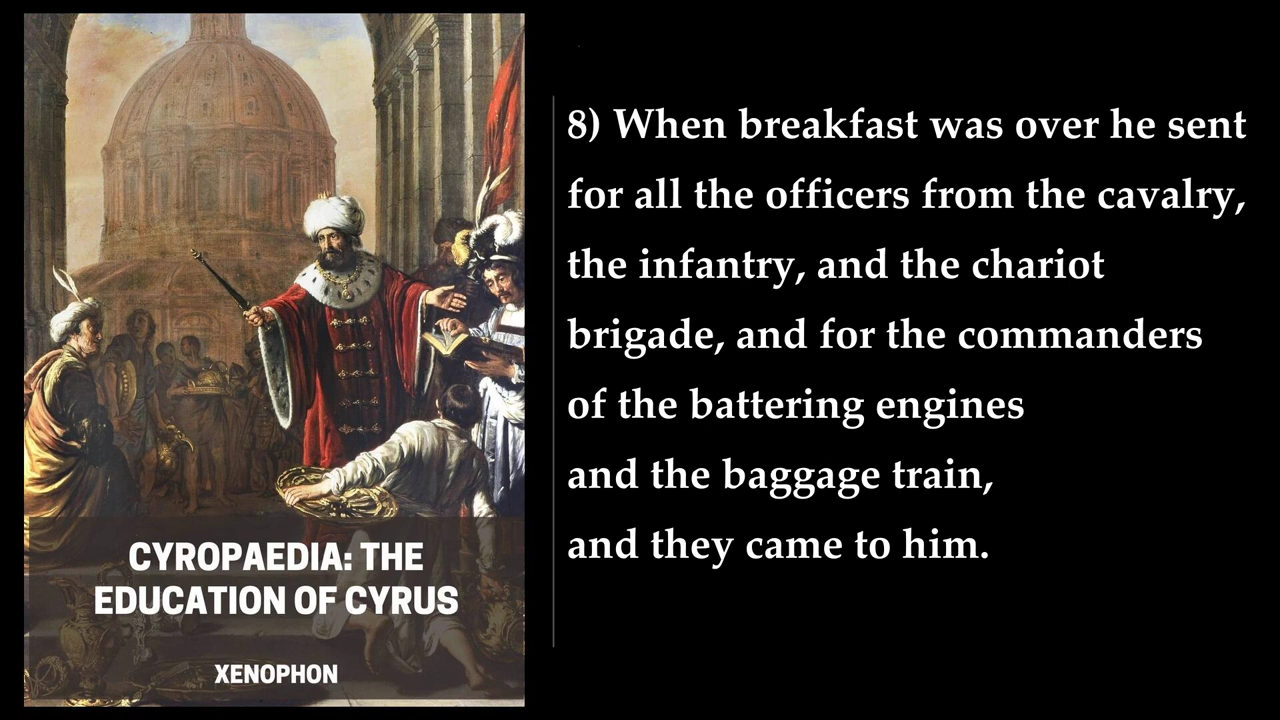 CYROPAEDIA: THE
EDUCATION OF CYRUS
XENOPHON
8) When breakfast was over he sent
for all the officers from the cavalry,
the infantry, and the chariot
brigade, and for the commanders
of the battering engines
and the baggage train,
and they came to him.